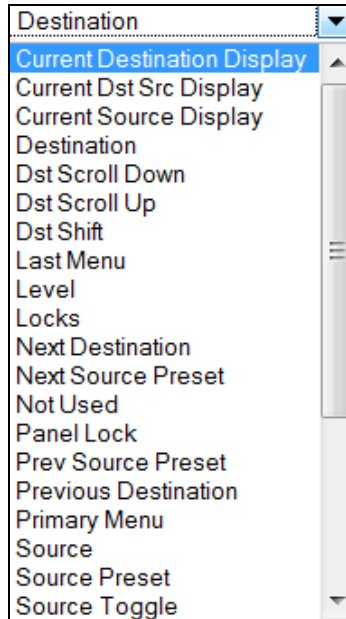 Destination
Current Destination Display
Current Dst Src Display
Current Source Display
Destination
Dst Scroll Down
Dst Scroll Up
Dst Shift
Last Menu
Level
Locks
Next Destination
Next Source Preset
Not Used
Panel Lock
Prev Source Preset
Previous Destination
Primary Menu
Source
Source Preset
Source Toggle